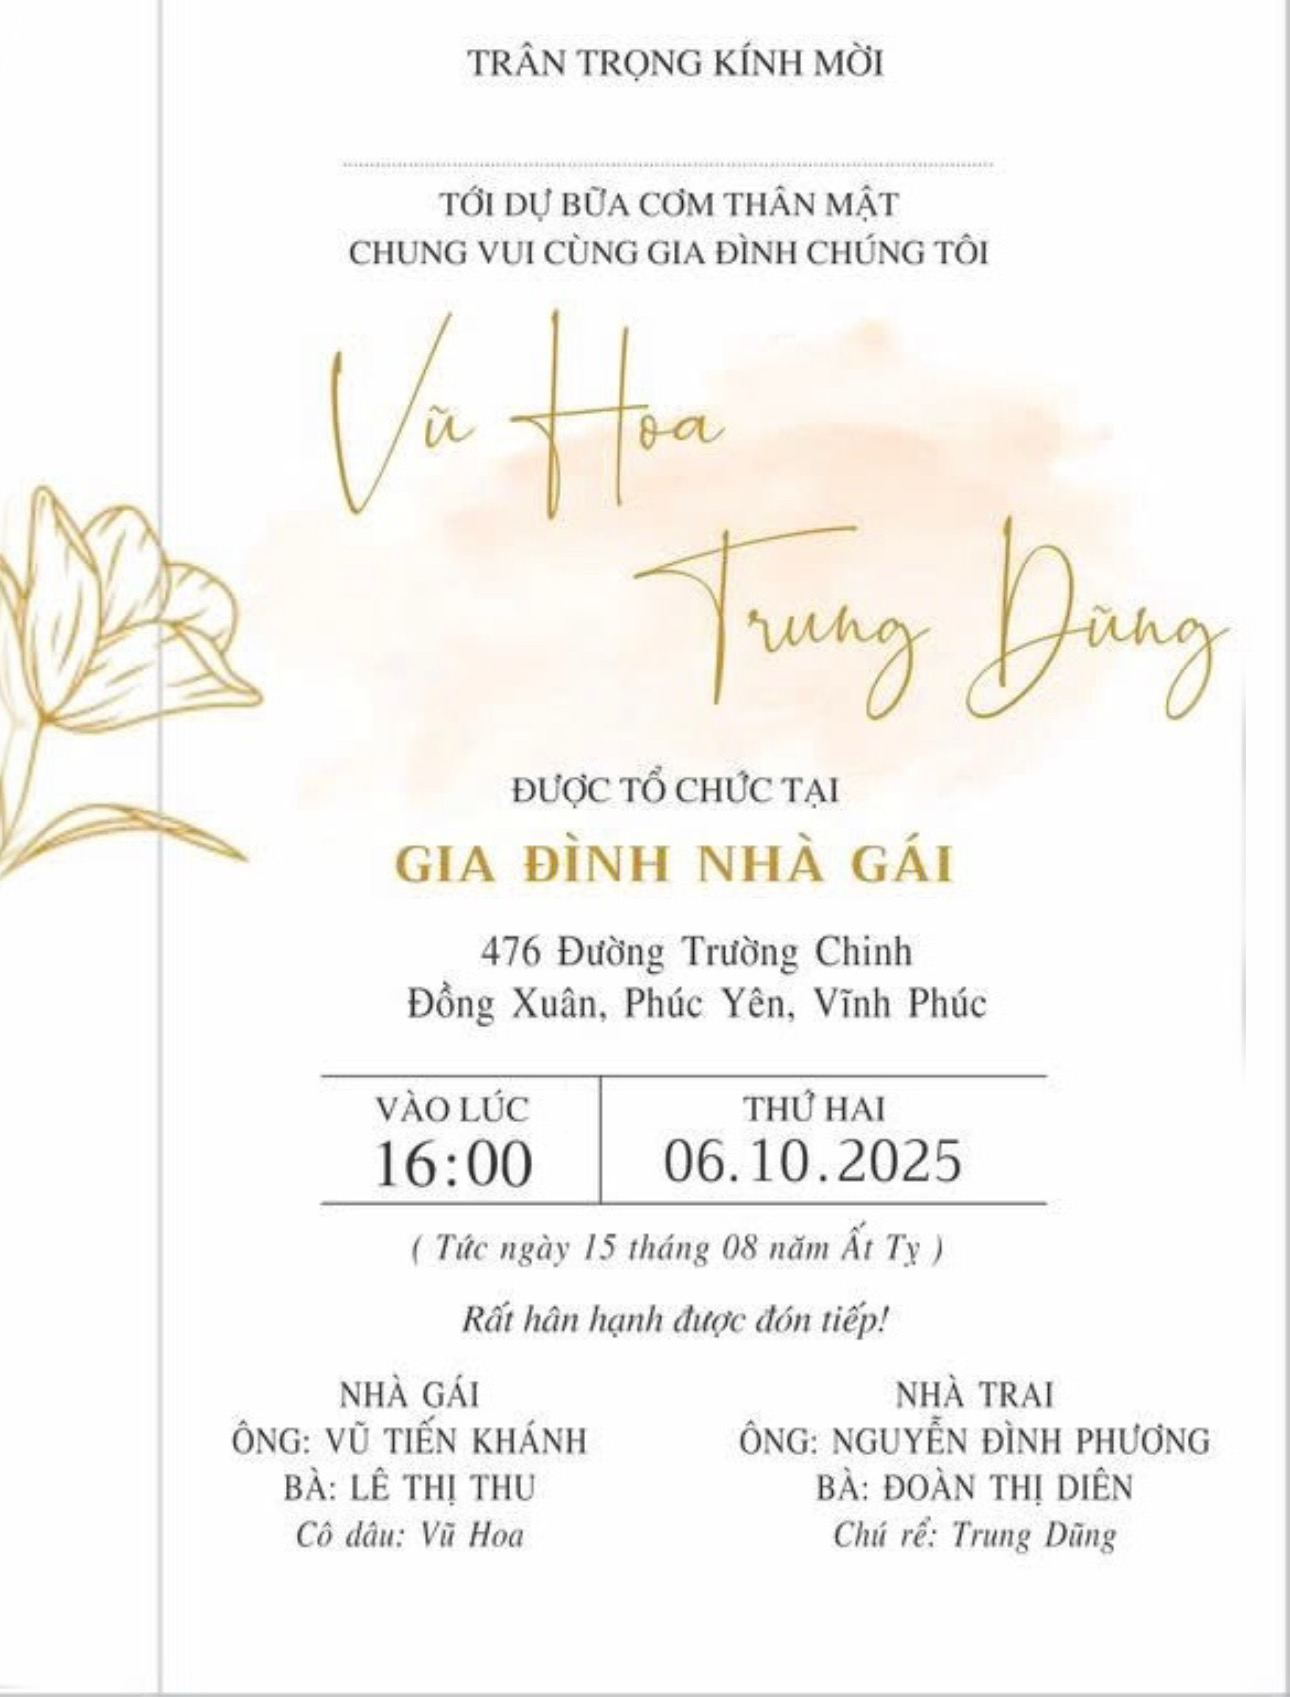 TRÂN TRỌNG KÍNH MỜI
TỚI DỰ BỮA CƠM THÂN MẬT
CHUNG VUI CÙNG GIA ĐÌNH CHÚNG TÔI
Vũ Hoa
Trung Dũng
ĐƯỢC TỔ CHỨC TẠI
GIA ĐÌNH NHÀ GÁI
476 Đường Trường Chinh
Đồng Xuân, Phúc Yên, Vĩnh Phúc
VÀO LÚC
16:00
THỨ HAI
06.10.2025
( Tức ngày 15 tháng 08 năm Ất Tỵ )
Rất hân hạnh được đón tiếp!
NHÀ GÁI
ÔNG: VŨ TIẾN KHÁNH
BÀ: LÊ THỊ THU
Cô dâu: Vũ Hoa
NHÀ TRAI
ÔNG: NGUYỄN ĐÌNH PHƯƠNG
BÀ: ĐOÀN THỊ DIÊN
Chú rể: Trung Dũng